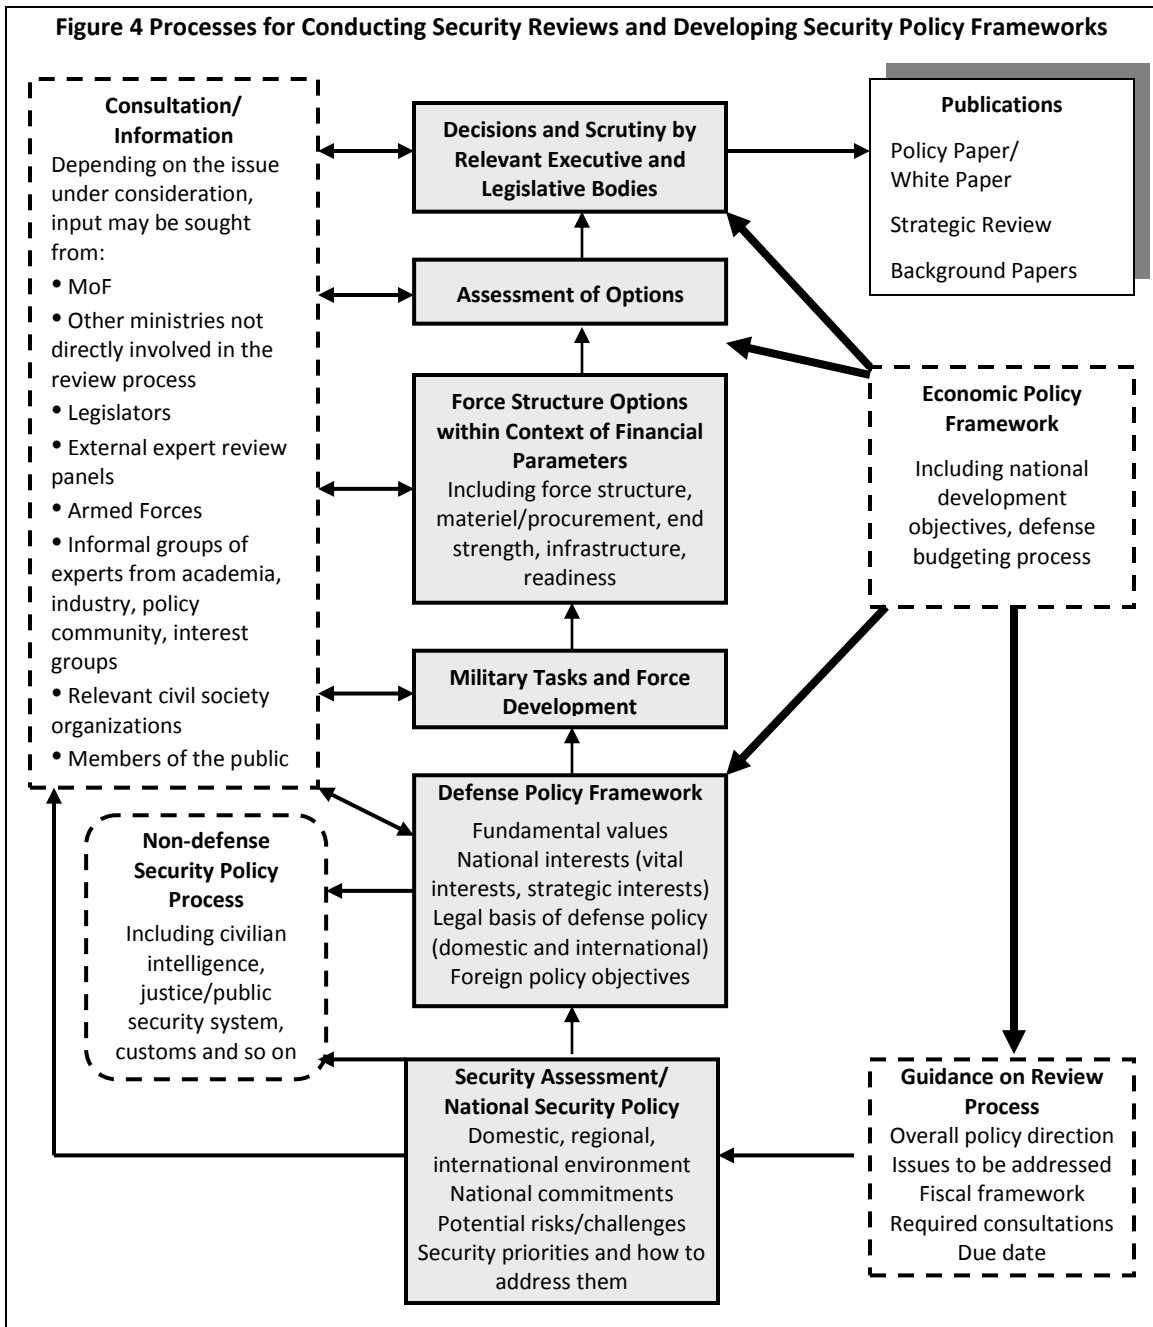 Figure 4 Processes for Conducting Security Reviews and Developing Security Policy Frameworks
Consultation/
Information
Depending on the issue
under consideration,
input may be sought
from:
• MoF
• Other ministries not
directly involved in the
review process
• Legislators
• External expert review
panels
• Armed Forces
• Informal groups of
experts from academia,
industry, policy
community, interest
groups
• Relevant civil society
organizations
• Members of the public
Non-defense
Security Policy
Process
Including civilian
intelligence,
justice/public
security system,
customs and so on
Decisions and Scrutiny by
Relevant Executive and
Legislative Bodies
Assessment of Options
Force Structure Options
within Context of Financial
Parameters
Including force structure,
materiel/procurement, end
strength, infrastructure,
readiness
Military Tasks and Force
Development
Defense Policy Framework
Fundamental values
National interests (vital
interests, strategic interests)
Legal basis of defense policy
(domestic and international)
Foreign policy objectives
Security Assessment/
National Security Policy
Domestic, regional,
international environment
National commitments
Potential risks/challenges
Security priorities and how to
address them
Publications
Policy Paper/
White Paper
Strategic Review
Background Papers
Economic Policy
Framework
Including national
development
objectives, defense
budgeting process
Guidance on Review
Process
Overall policy direction
Issues to be addressed
Fiscal framework
Required consultations
Due date